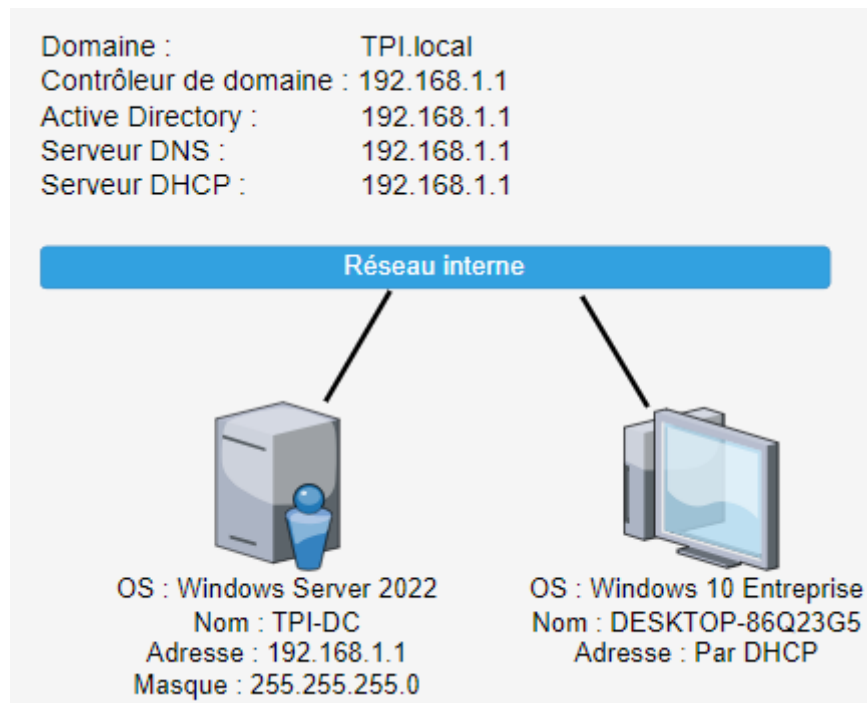 Domaine : TPI.local
Contrôleur de domaine : 192.168.1.1
Active Directory : 192.168.1.1
Serveur DNS : 192.168.1.1
Serveur DHCP : 192.168.1.1
Réseau interne
OS : Windows Server 2022
Nom : TPI-DC
Adresse : 192.168.1.1
Masque : 255.255.255.0
OS : Windows 10 Entreprise
Nom : DESKTOP-86Q23G5
Adresse : Par DHCP